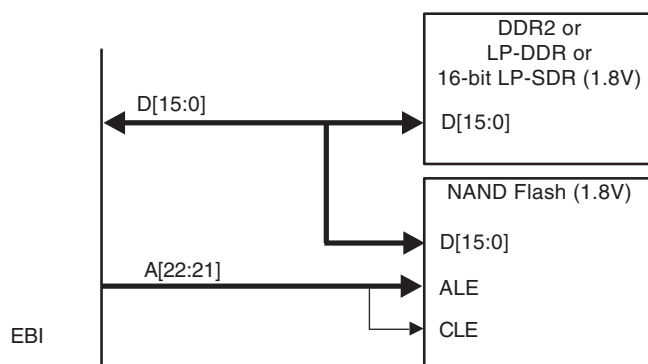 DDR2 or
LP-DDR or
16-bit LP-SDR (1.8V)
D[15:0]
D[15:0]
NAND Flash (1.8V)
D[15:0]
A[22:21]
ALE
CLE
EBI